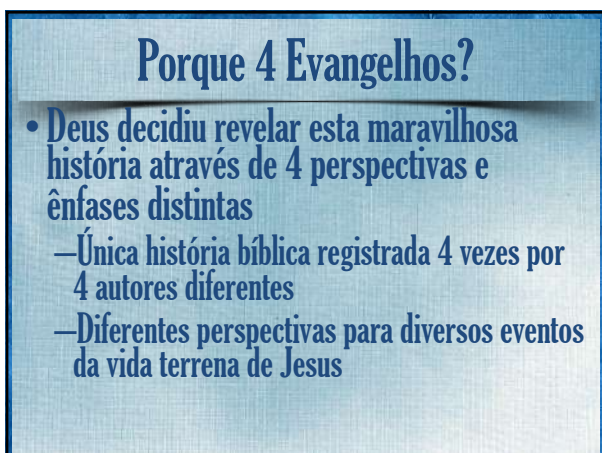 Porque 4 Evangelhos?
• Deus decidiu revelar esta maravilhosa
história através de 4 perspectivas e
ênfases distintas
–Única história bíblica registrada 4 vezes por
4 autores diferentes
–Diferentes perspectivas para diversos eventos
da vida terrena de Jesus